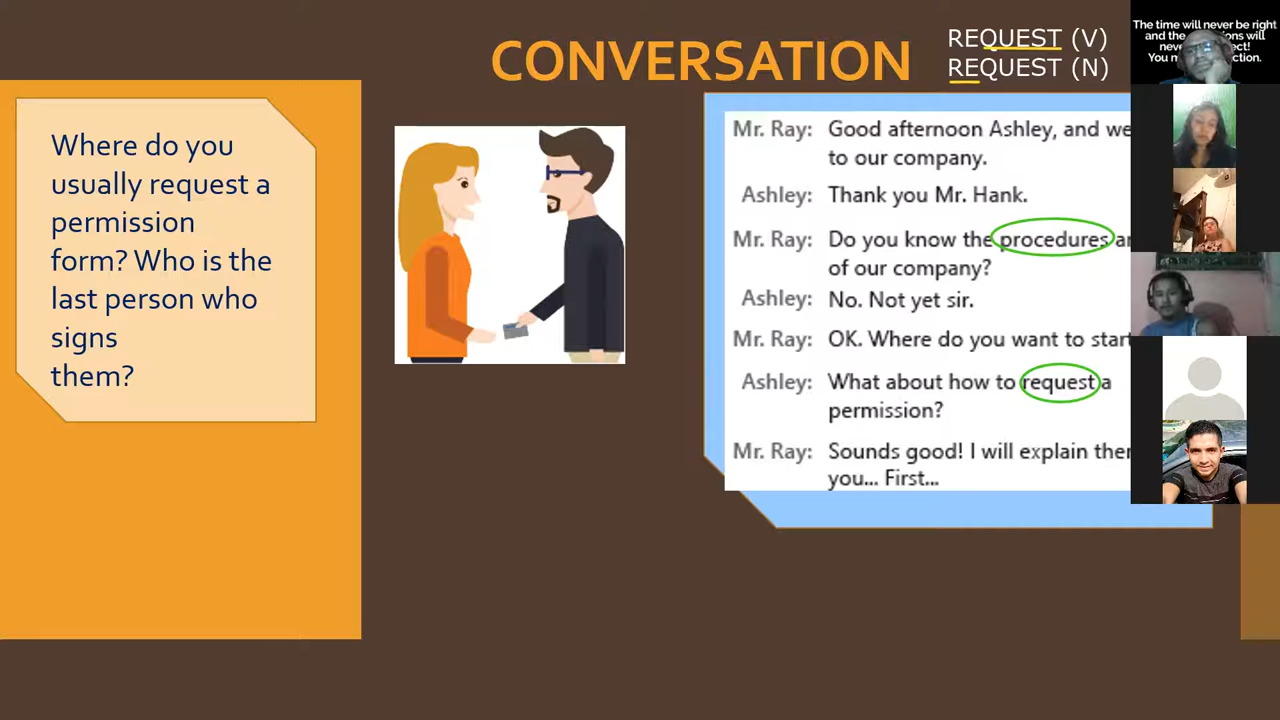 CONVERSATION
REQUEST (V)
REQUEST (N)
Where do you
usually request a
permission
form? Who is the
last person who
signs
them?
Mr. Ray: Good afternoon Ashley, and
to our company.
Ashley: Thank you Mr. Hank.
Mr. Ray: Do you know the procedures
of our company?
Ashley: No. Not yet sir.
Mr. Ray: OK. Where do you want to start
Ashley: What about how to request a
permission?
Mr. Ray: Sounds good! I will explain
you... First...
The time will never be right
and the
will
You